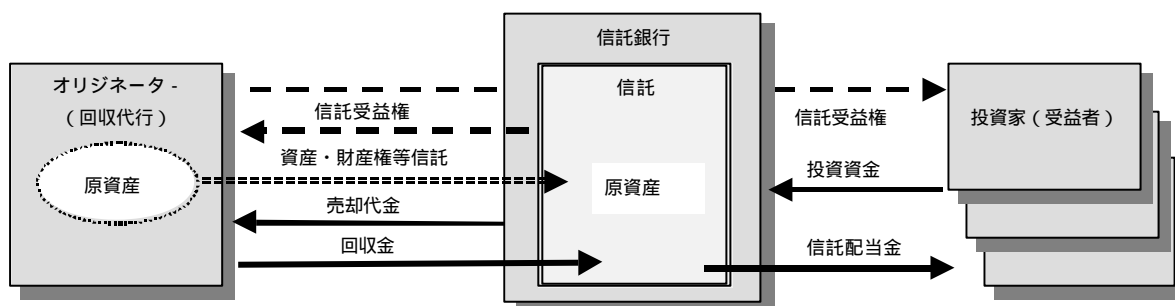 オリジネータ -
（回収代行）
原資産
信託受益権
資産・財産権等信託
売却代金
回収金
信託銀行
信託
原資産
信託受益権
投資資金
信託配当金
投資家（受益者）